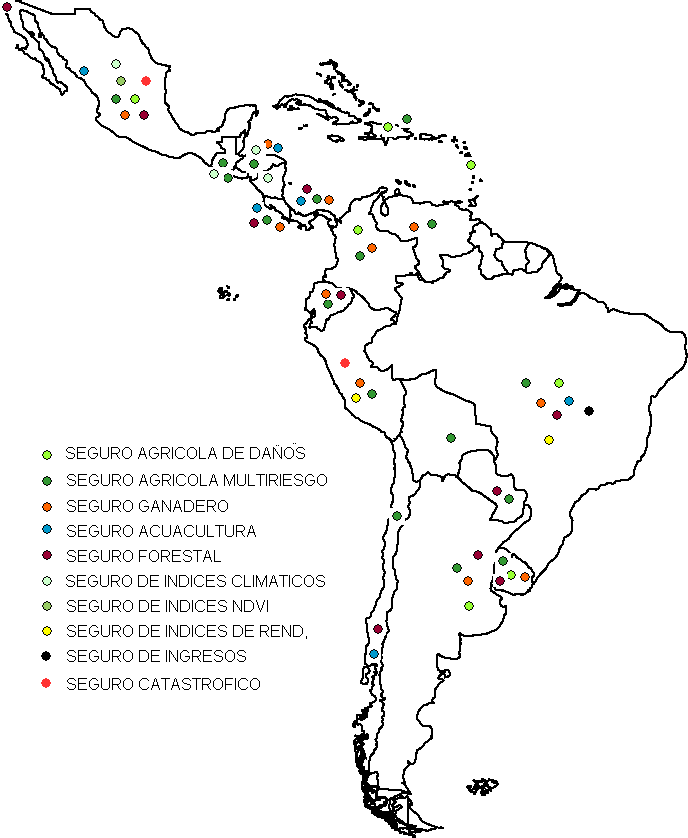 SEGURO AGRICOLA DE DAÑOS
SEGURO AGRICOLA MULTIRIESGO
SEGURO GANADERO
SEGURO ACUACULTURA
SEGURO FORESTAL
SEGURO DE INDICES CLIMATICOS
SEGURO DE INDICES NDVI
SEGURO DE INDICES DE REND,
SEGURO DE INGRESOS
SEGURO CATASTROFICO